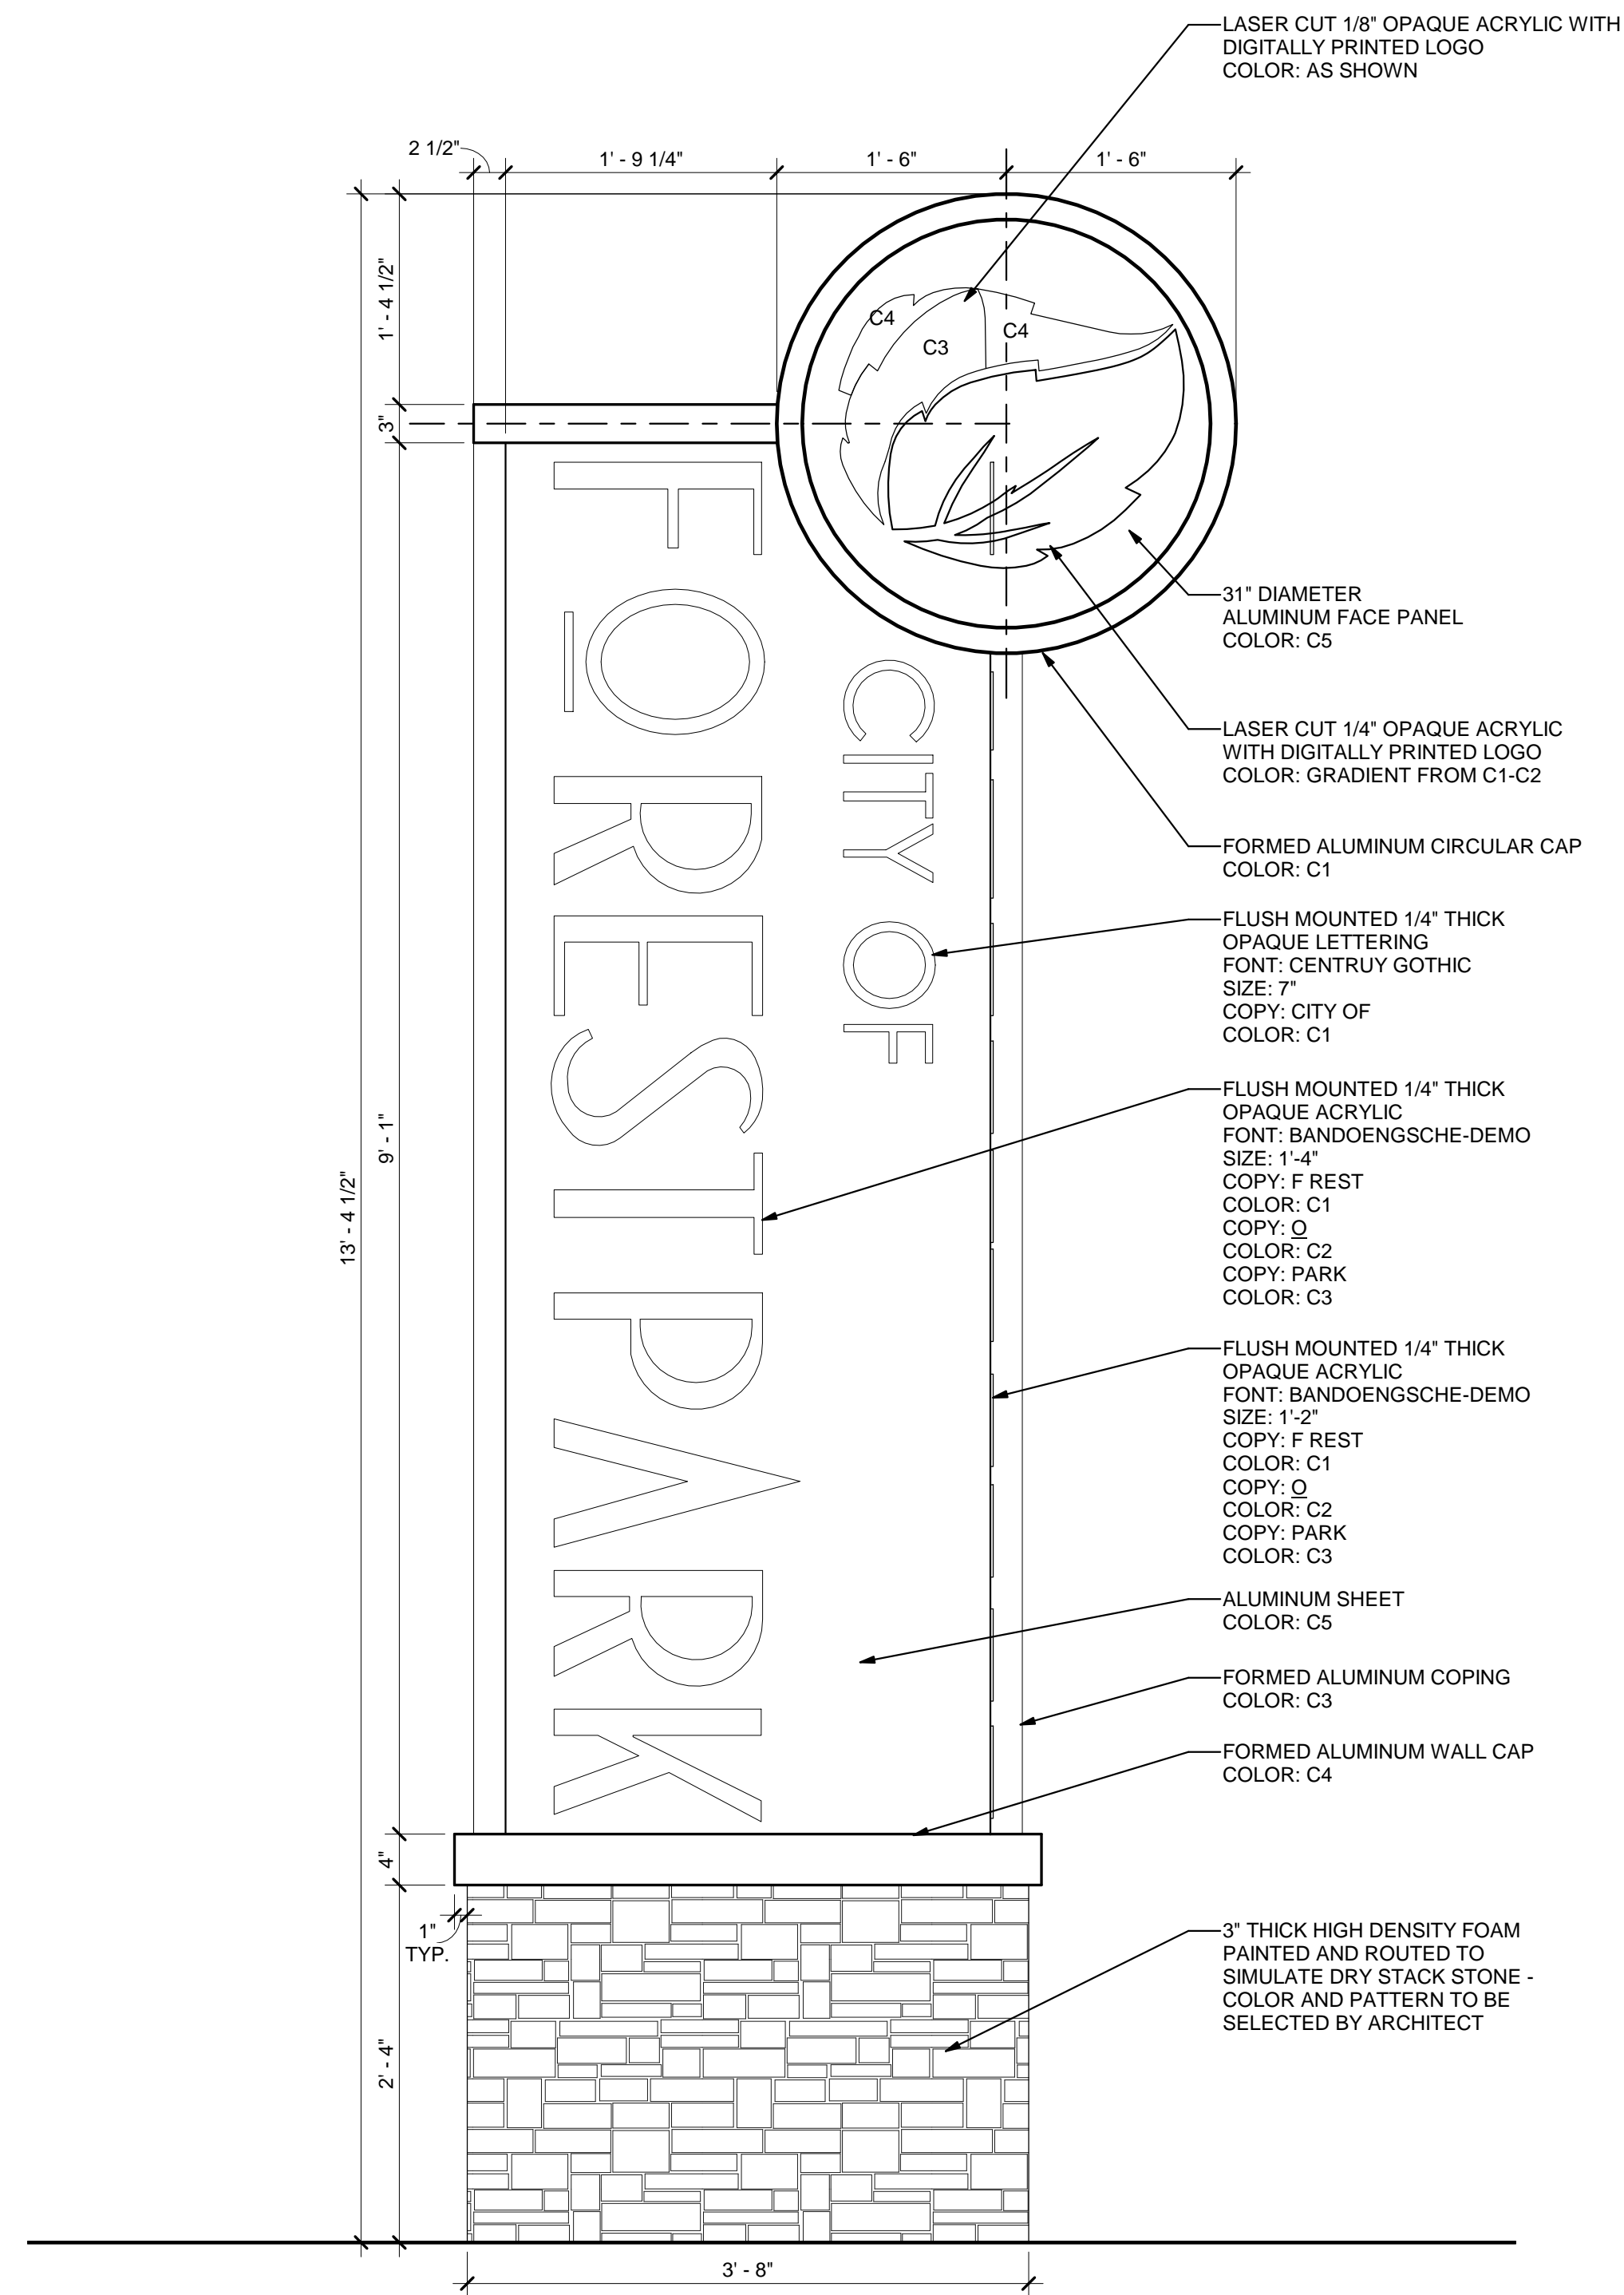 LASER CUT 1/8" OPAQUE ACRYLIC WITH
DIGITALLY PRINTED LOGO
COLOR: AS SHOWN
2 1/2"
1' - 9 1/4"
1' - 6"
1' - 6"
1' - 4 1/2"
3"
9' - 1"
13' - 4 1/2"
4"
2' - 4"
1"
TYP.
3' - 8"
C4
C3
C4
CITY OF
FORESTPARK
31" DIAMETER
ALUMINUM FACE PANEL
COLOR: C5
LASER CUT 1/4" OPAQUE ACRYLIC
WITH DIGITALLY PRINTED LOGO
COLOR: GRADIENT FROM C1-C2
FORMED ALUMINUM CIRCULAR CAP
COLOR: C1
FLUSH MOUNTED 1/4" THICK
OPAQUE LETTERING
FONT: CENTRUY GOTHIC
SIZE: 7"
COPY: CITY OF
COLOR: C1
FLUSH MOUNTED 1/4" THICK
OPAQUE ACRYLIC
FONT: BANDOENGSCHE-DEMO
SIZE: 1'-4"
COPY: F REST
COLOR: C1
COPY: O
COLOR: C2
COPY: PARK
COLOR: C3
FLUSH MOUNTED 1/4" THICK
OPAQUE ACRYLIC
FONT: BANDOENGSCHE-DEMO
SIZE: 1'-2"
COPY: F REST
COLOR: C1
COPY: O
COLOR: C2
COPY: PARK
COLOR: C3
ALUMINUM SHEET
COLOR: C5
FORMED ALUMINUM COPING
COLOR: C3
FORMED ALUMINUM WALL CAP
COLOR: C4
3" THICK HIGH DENSITY FOAM
PAINTED AND ROUTED TO
SIMULATE DRY STACK STONE -
COLOR AND PATTERN TO BE
SELECTED BY ARCHITECT